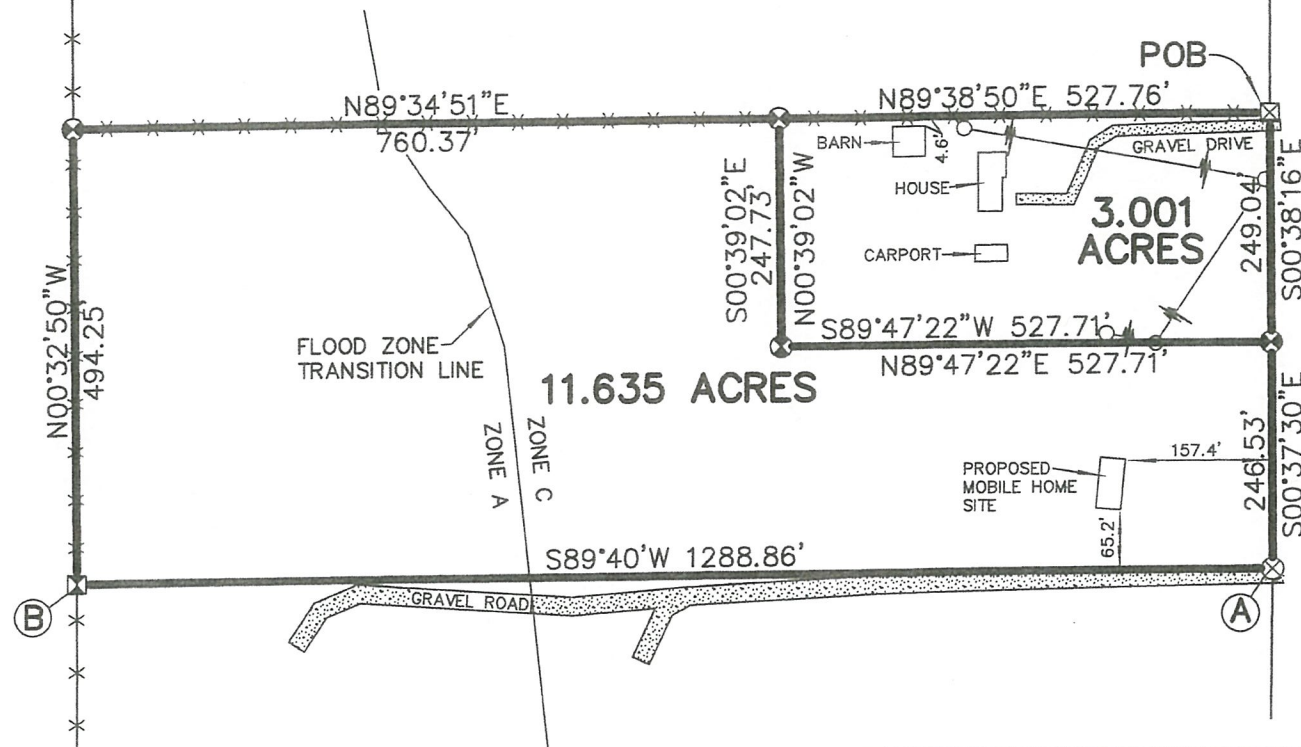 POB
N89°34'51"E
760.37'
N89°38'50"E 527.76'
BARN
4.6'
GRAVEL DRIVE
HOUSE
3.001
ACRES
CARPORT
S00°39'02"E
247.73'
N00°39'02"W
249.04'
S00°38'16"E
S89°47'22"W 527.71'
N89°47'22"E 527.71'
N00°32'50"W
494.25'
FLOOD ZONE
TRANSITION LINE
11.635 ACRES
ZONE A
ZONE C
PROPOSED
MOBILE HOME
SITE
157.4'
65.2'
246.53'
S00°37'30"E
S89°40'W 1288.86'
GRAVEL ROAD
B
A